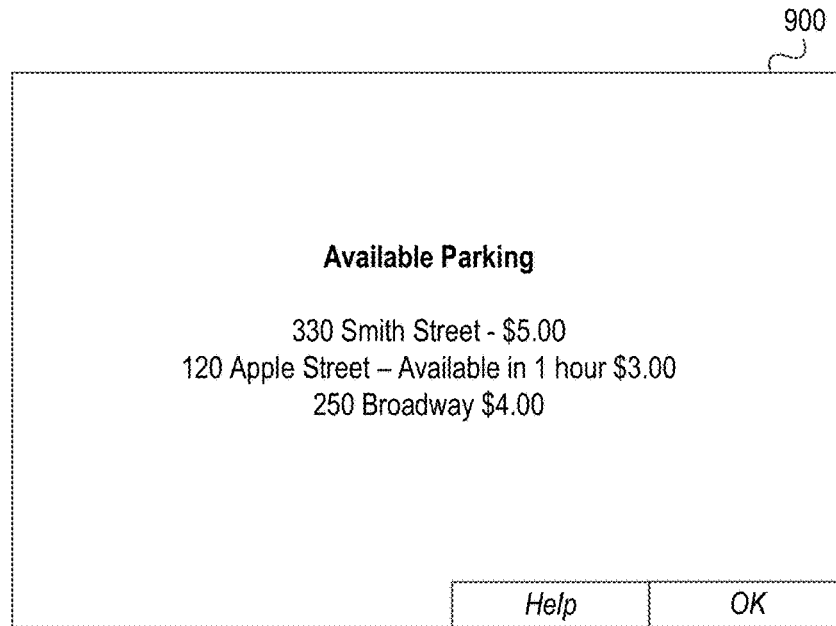 900
Available Parking
330 Smith Street - $5.00
120 Apple Street – Available in 1 hour $3.00
250 Broadway $4.00
Help
OK